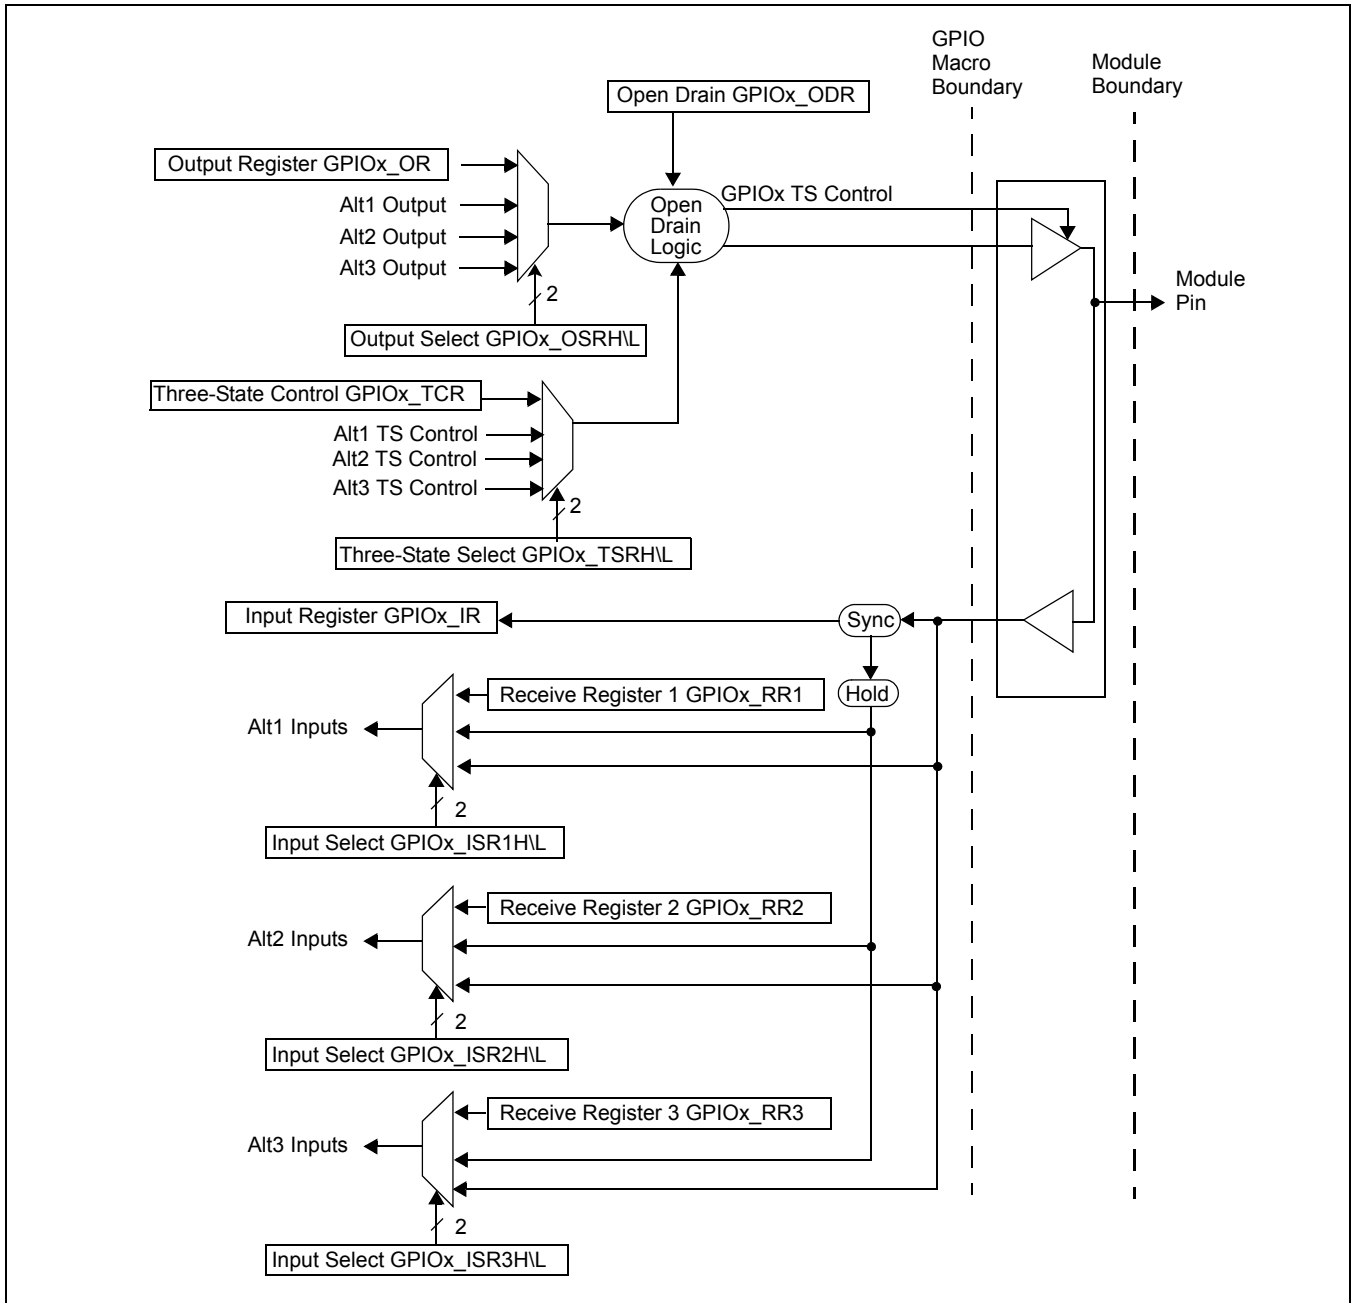 GPIO
Macro
Boundary
Module
Boundary
Open Drain GPIOx_ODR
Output Register GPIOx_OR
Alt1 Output
Alt2 Output
Alt3 Output
2
Output Select GPIOx_OSRH\L
Open
Drain
Logic
GPIOx TS Control
Module
Pin
Three-State Control GPIOx_TCR
Alt1 TS Control
Alt2 TS Control
Alt3 TS Control
2
Three-State Select GPIOx_TSRH\L
Input Register GPIOx_IR
Sync
Hold
Receive Register 1 GPIOx_RR1
Alt1 Inputs
2
Input Select GPIOx_ISR1H\L
Receive Register 2 GPIOx_RR2
Alt2 Inputs
2
Input Select GPIOx_ISR2H\L
Receive Register 3 GPIOx_RR3
Alt3 Inputs
2
Input Select GPIOx_ISR3H\L